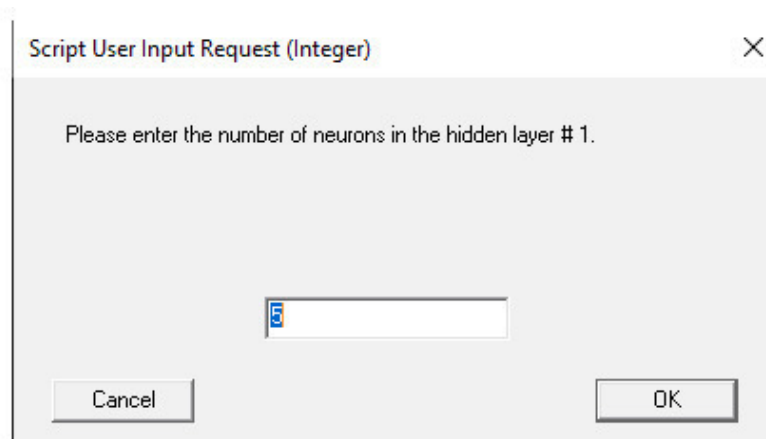 Script User Input Request (Integer)
Please enter the number of neurons in the hidden layer # 1.
5
Cancel
OK